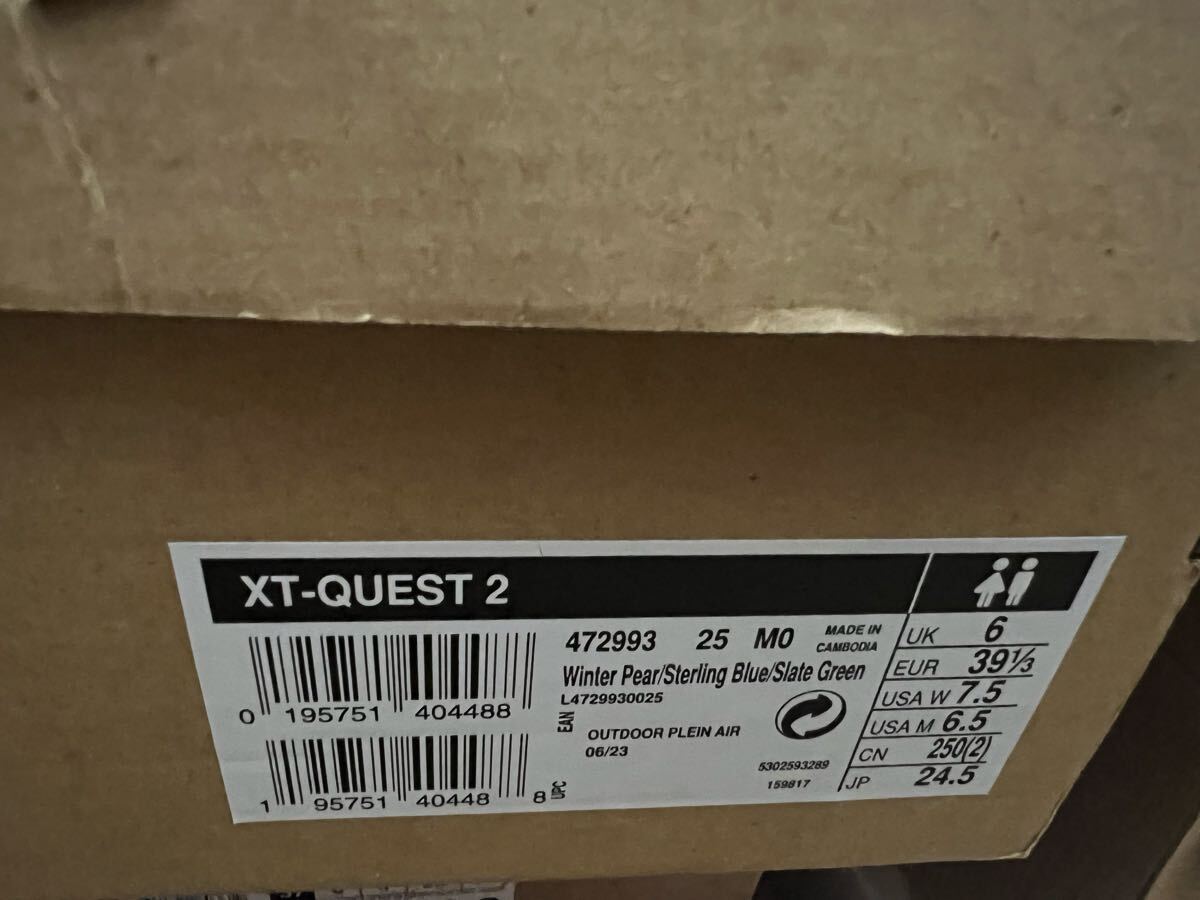 XT-QUEST 2
472993 25 M0 MADE IN CAMBODIA
Winter Pear/Sterling Blue/Slate Green
L4729930025
0 195751 404488
EAN
OUTDOOR PLEIN AIR
06/23
5302593289
159817
1 95751 40448 8
UPC
UK 6
EUR 39⅓
USA W 7.5
USA M 6.5
CN 250(2)
JP 24.5